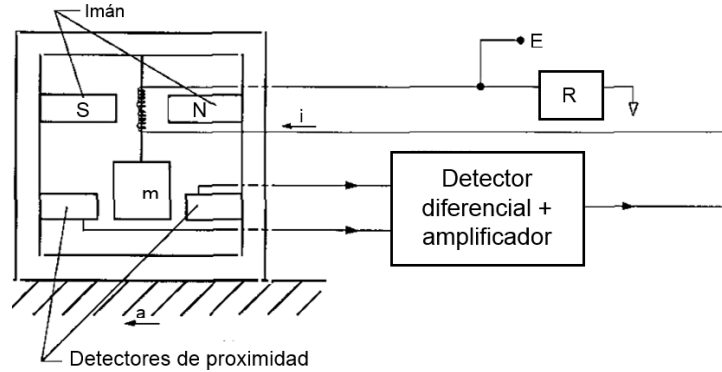 Imán
E
S
N
R
i
m
Detector
diferencial +
amplificador
a
Detectores de proximidad